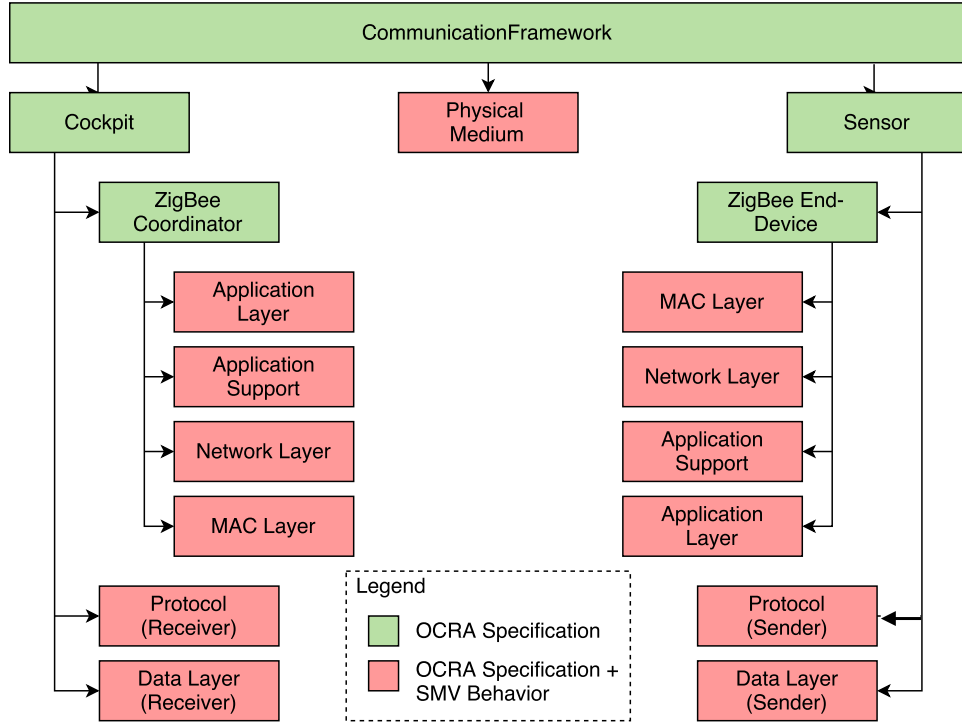 CommunicationFramework
Cockpit
Physical
Medium
Sensor
ZigBee
Coordinator
ZigBee End-
Device
Application
Layer
MAC Layer
Application
Support
Network Layer
Network Layer
Application
Support
MAC Layer
Application
Layer
Legend
OCRA Specification
OCRA Specification +
SMV Behavior
Protocol
(Receiver)
Protocol
(Sender)
Data Layer
(Receiver)
Data Layer
(Sender)